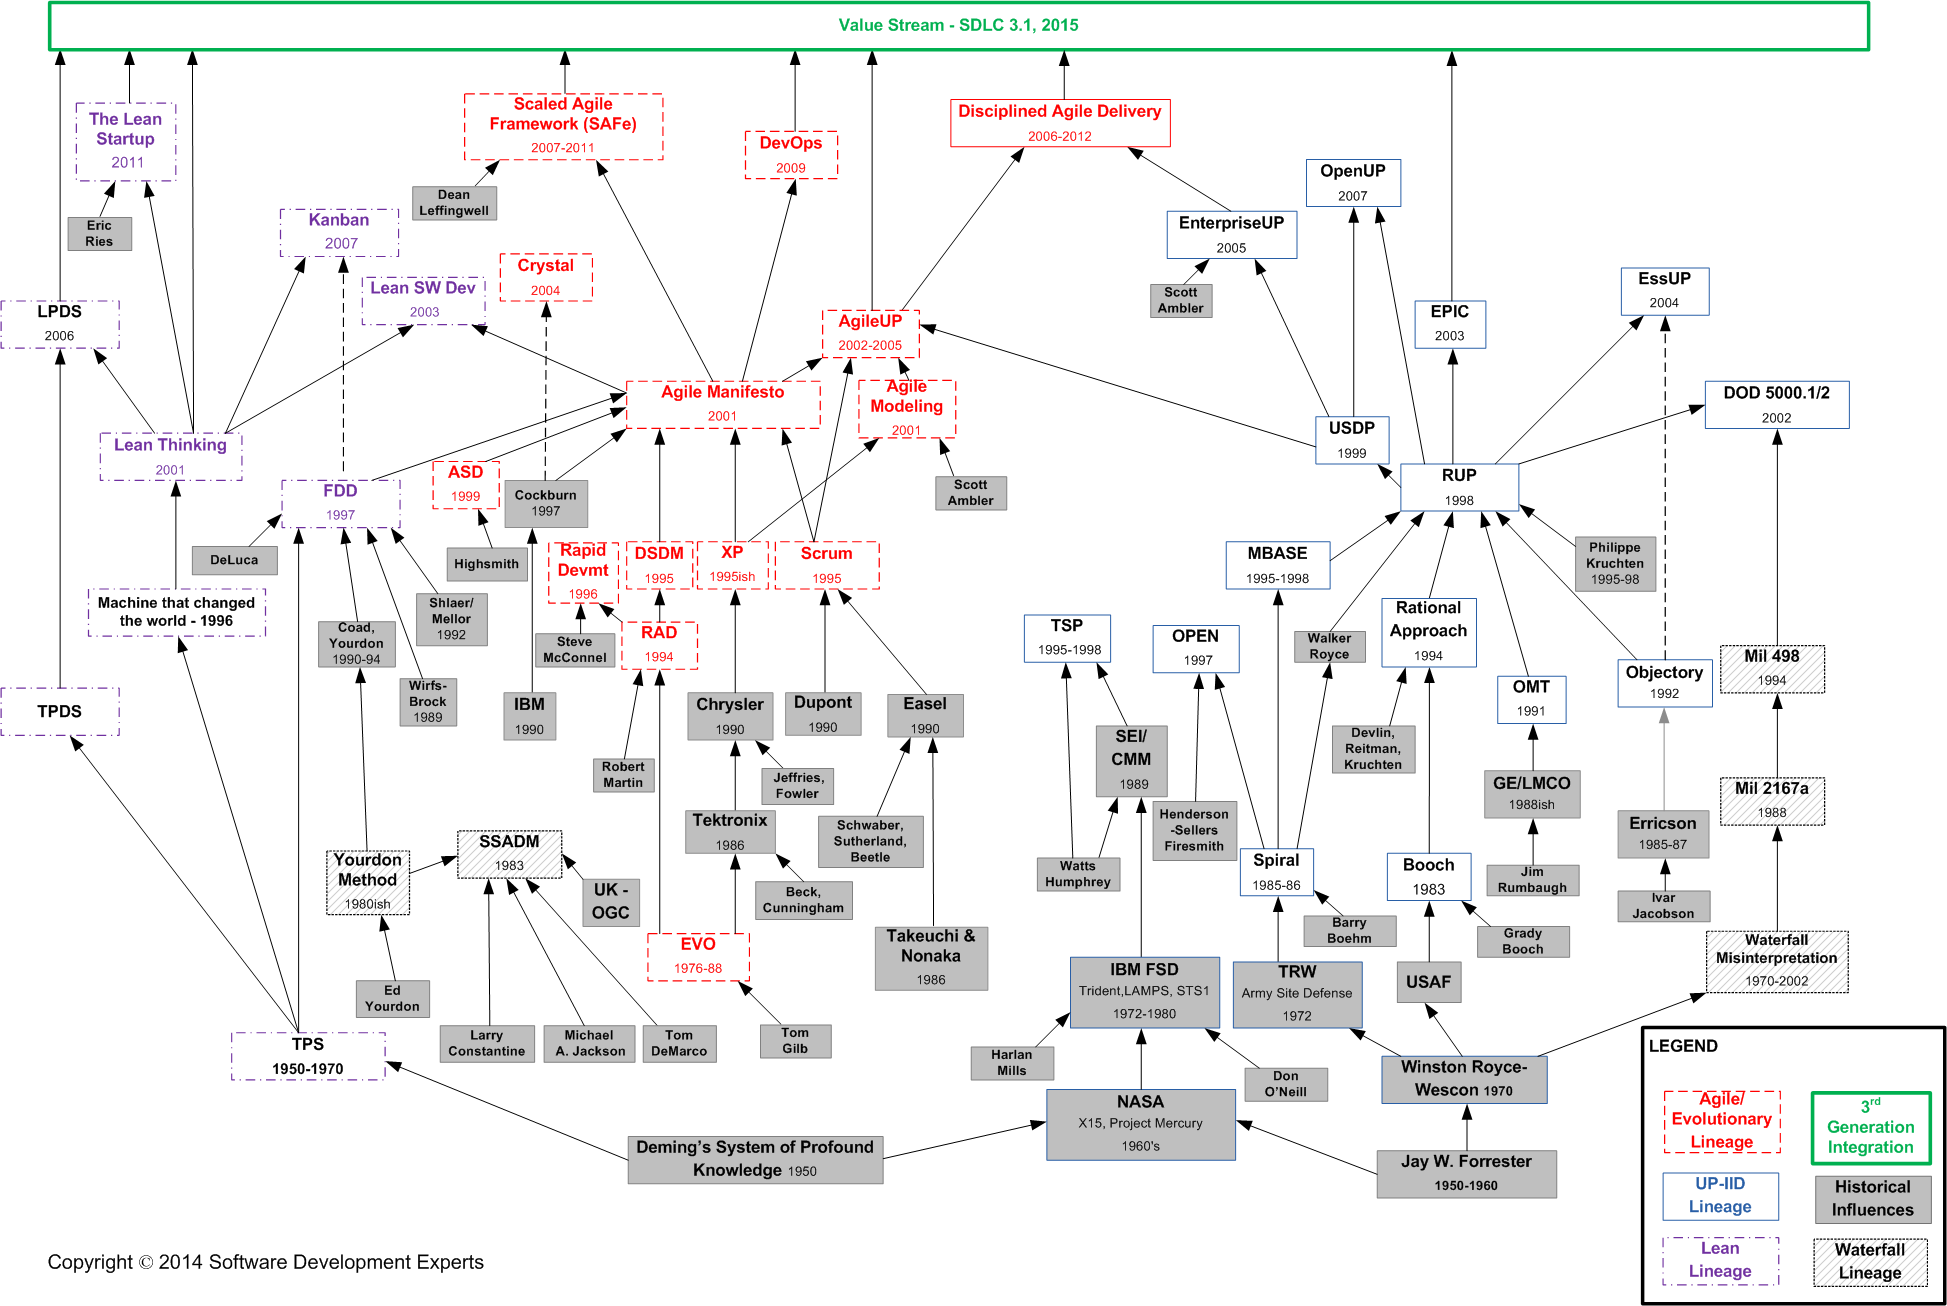 Value Stream - SDLC 3.1, 2015
The Lean
Startup
2011
Scaled Agile
Framework (SAFe)
2007-2011
DevOps
2009
Disciplined Agile Delivery
2006-2012
OpenUP
2007
Dean
Leffingwell
Eric
Ries
Kanban
2007
EnterpriseUP
2005
Crystal
2004
Lean SW Dev
2003
Scott
Ambler
EssUP
2004
LPDS
2006
AgileUP
2002-2005
EPIC
2003
Agile Manifesto
2001
Agile
Modeling
2001
DOD 5000.1/2
2002
Lean Thinking
2001
USDP
1999
ASD
1999
FDD
1997
Cockburn
1997
Scott
Ambler
RUP
1998
DeLuca
Highsmith
Rapid
Devmt
1996
DSDM
1995
XP
1995ish
Scrum
1995
MBASE
1995-1998
Philippe
Kruchten
1995-98
Machine that changed
the world - 1996
Shlaer/
Mellor
1992
Coad,
Yourdon
1990-94
Steve
McConnel
RAD
1994
TSP
1995-1998
OPEN
1997
Walker
Royce
Rational
Approach
1994
Mil 498
1994
Objectory
1992
TPDS
Wirfs-
Brock
1989
IBM
1990
Chrysler
1990
Dupont
1990
Easel
1990
OMT
1991
SEI/
CMM
1989
Devlin,
Reitman,
Kruchten
Robert
Martin
Jeffries,
Fowler
GE/LMCO
1988ish
Mil 2167a
1988
Tektronix
1986
Schwaber,
Sutherland,
Beetle
Henderson
-Sellers
Firesmith
Erricson
1985-87
SSADM
1983
Yourdon
Method
1980ish
UK -
OGC
Beck,
Cunningham
Watts
Humphrey
Spiral
1985-86
Booch
1983
Jim
Rumbaugh
Ivar
Jacobson
Barry
Boehm
Grady
Booch
EVO
1976-88
Takeuchi &
Nonaka
1986
Waterfall
Misinterpretation
1970-2002
Ed
Yourdon
IBM FSD
Trident,LAMPS, STS1
1972-1980
TRW
Army Site Defense
1972
USAF
Larry
Constantine
Michael
A. Jackson
Tom
DeMarco
Tom
Gilb
TPS
1950-1970
Harlan
Mills
Don
O’Neill
Winston Royce-
Wescon 1970
NASA
X15, Project Mercury
1960's
Deming’s System of Profound
Knowledge 1950
Jay W. Forrester
1950-1960
LEGEND
Agile/
Evolutionary
Lineage
3rd
Generation
Integration
UP-IID
Lineage
Historical
Influences
Lean
Lineage
Waterfall
Lineage
Copyright © 2014 Software Development Experts